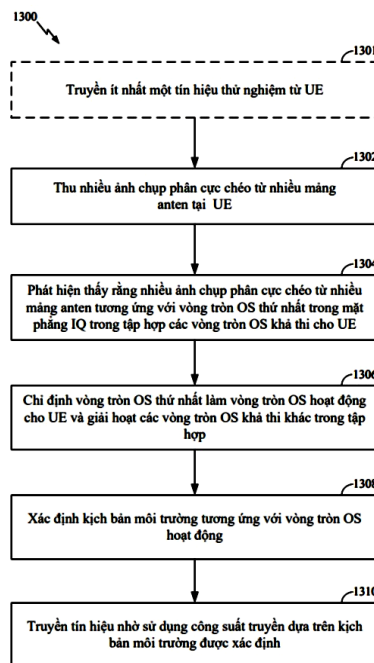 1300
1301
Truyền ít nhất một tín hiệu thử nghiệm từ UE
1302
Thu nhiều ảnh chụp phân cực chéo từ nhiều mảng
anten tại UE
1304
Phát hiện thấy rằng nhiều ảnh chụp phân cực chéo từ nhiều
mảng anten tương ứng với vòng tròn OS thứ nhất trong mặt
phẳng IQ trong tập hợp các vòng tròn OS khả thi cho UE
1306
Chỉ định vòng tròn OS thứ nhất làm vòng tròn OS hoạt động
cho UE và giải hoạt các vòng tròn OS khả thi khác trong tập
hợp
1308
Xác định kịch bản môi trường tương ứng với vòng tròn OS
hoạt động
1310
Truyền tín hiệu nhờ sử dụng công suất truyền dựa trên kịch
bản môi trường được xác định